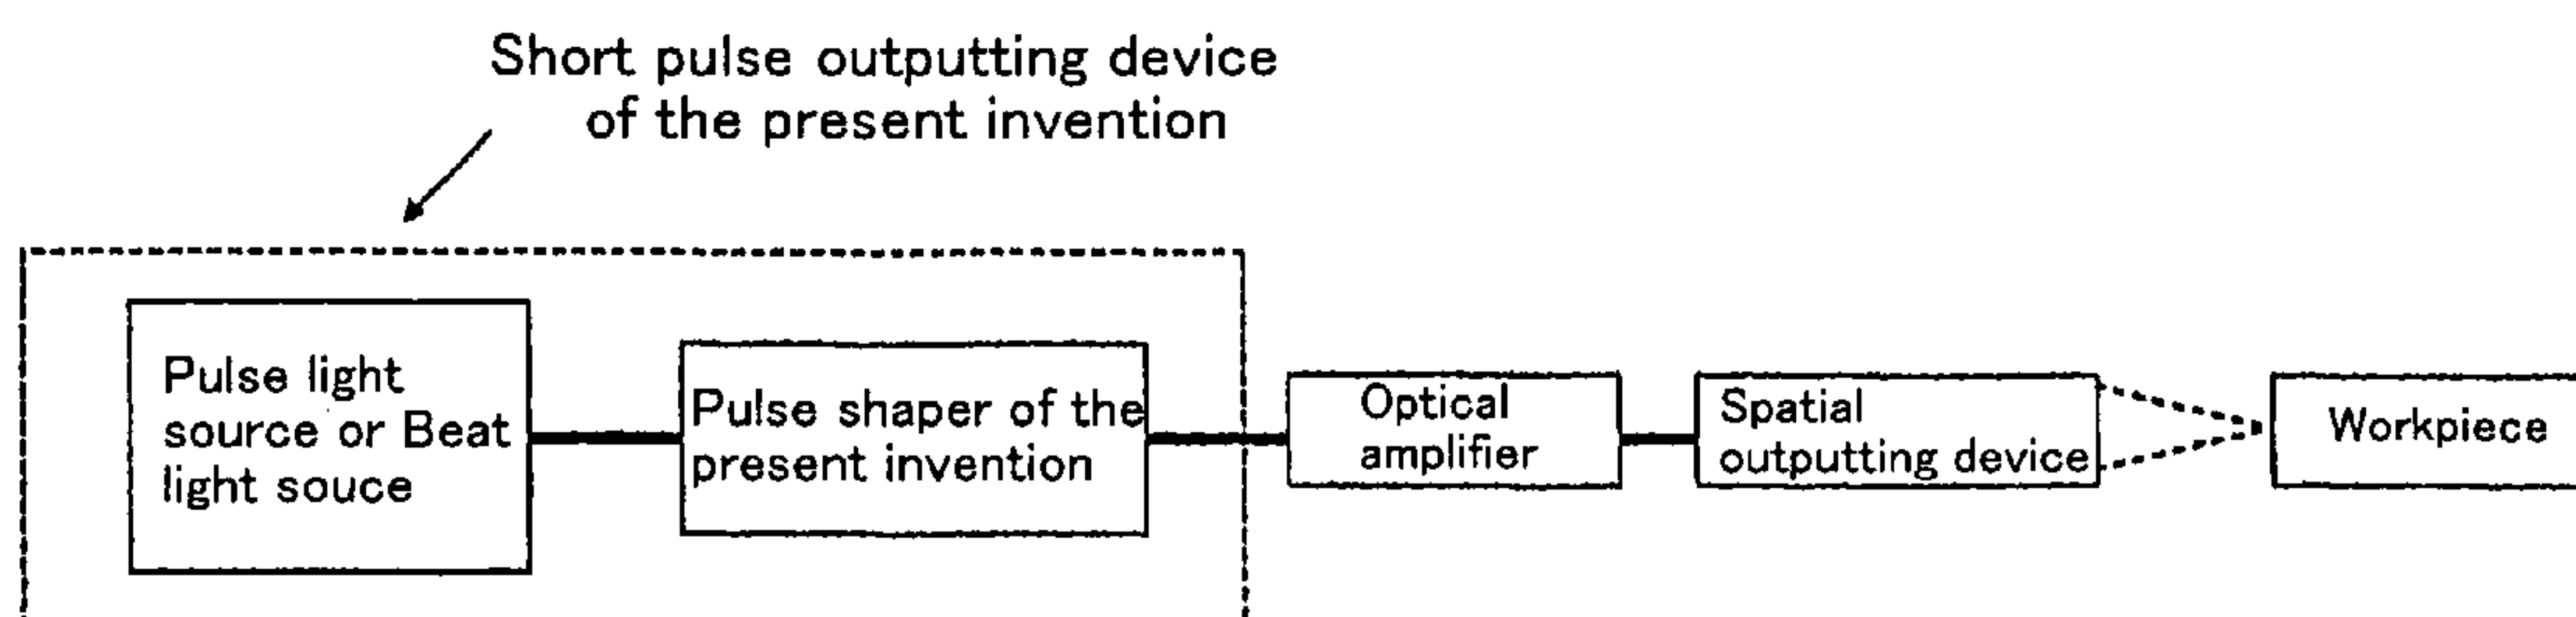 Short pulse outputting device
of the present invention
Pulse light
source or Beat
light souce
Pulse shaper of the
present invention
Optical
amplifier
Spatial
outputting device
Workpiece